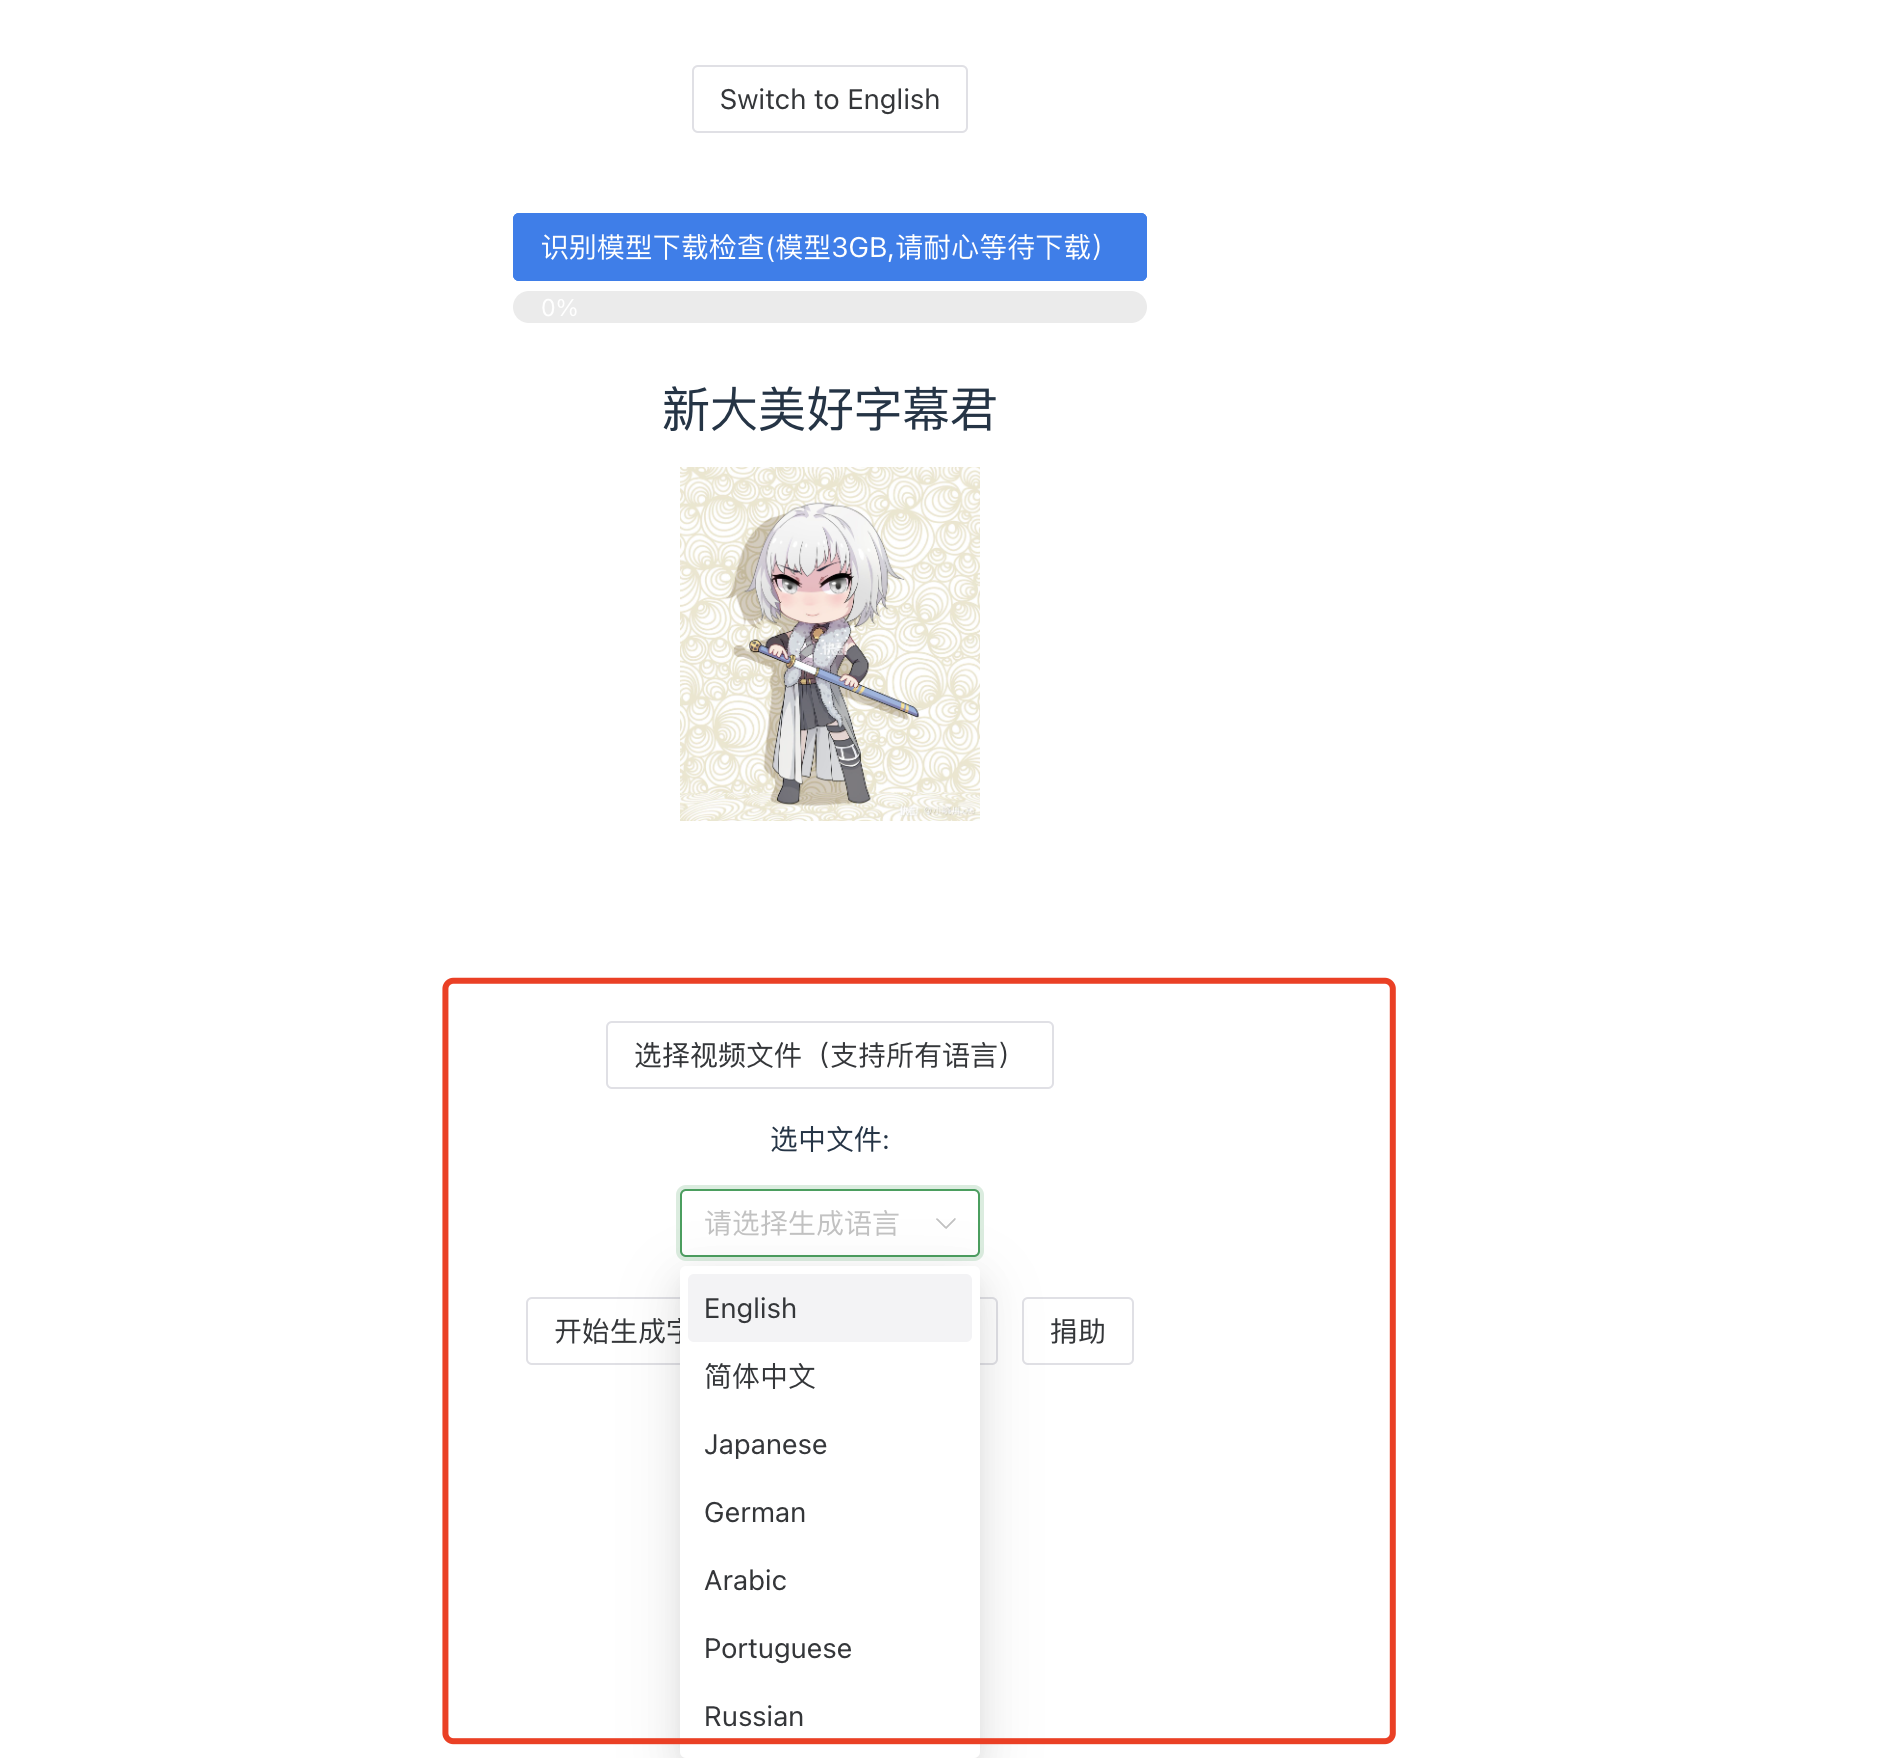 Switch to English
识别模型下载检查(模型3GB,请耐心等待下载）
0%
新大美好字幕君
选择视频文件（支持所有语言）
选中文件:
请选择生成语言
开始生成字
捐助
English
简体中文
Japanese
German
Arabic
Portuguese
Russian